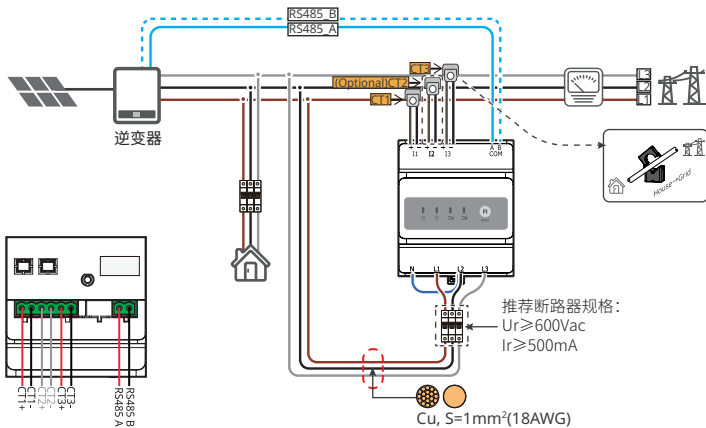 RS485_B
RS485_A
CT3
(Optional)CT2
CT1
L3
L2
L1
逆变器
I1
I2
I3
A B
COM
R
House→Grid
N
L1
L2
L3
推荐断路器规格：
Ur≥600Vac
Ir≥500mA
CT1+
CT1-
CT2+
CT2-
CT3+
CT3-
RS485 A
RS485 B
Cu, S=1mm²(18AWG)